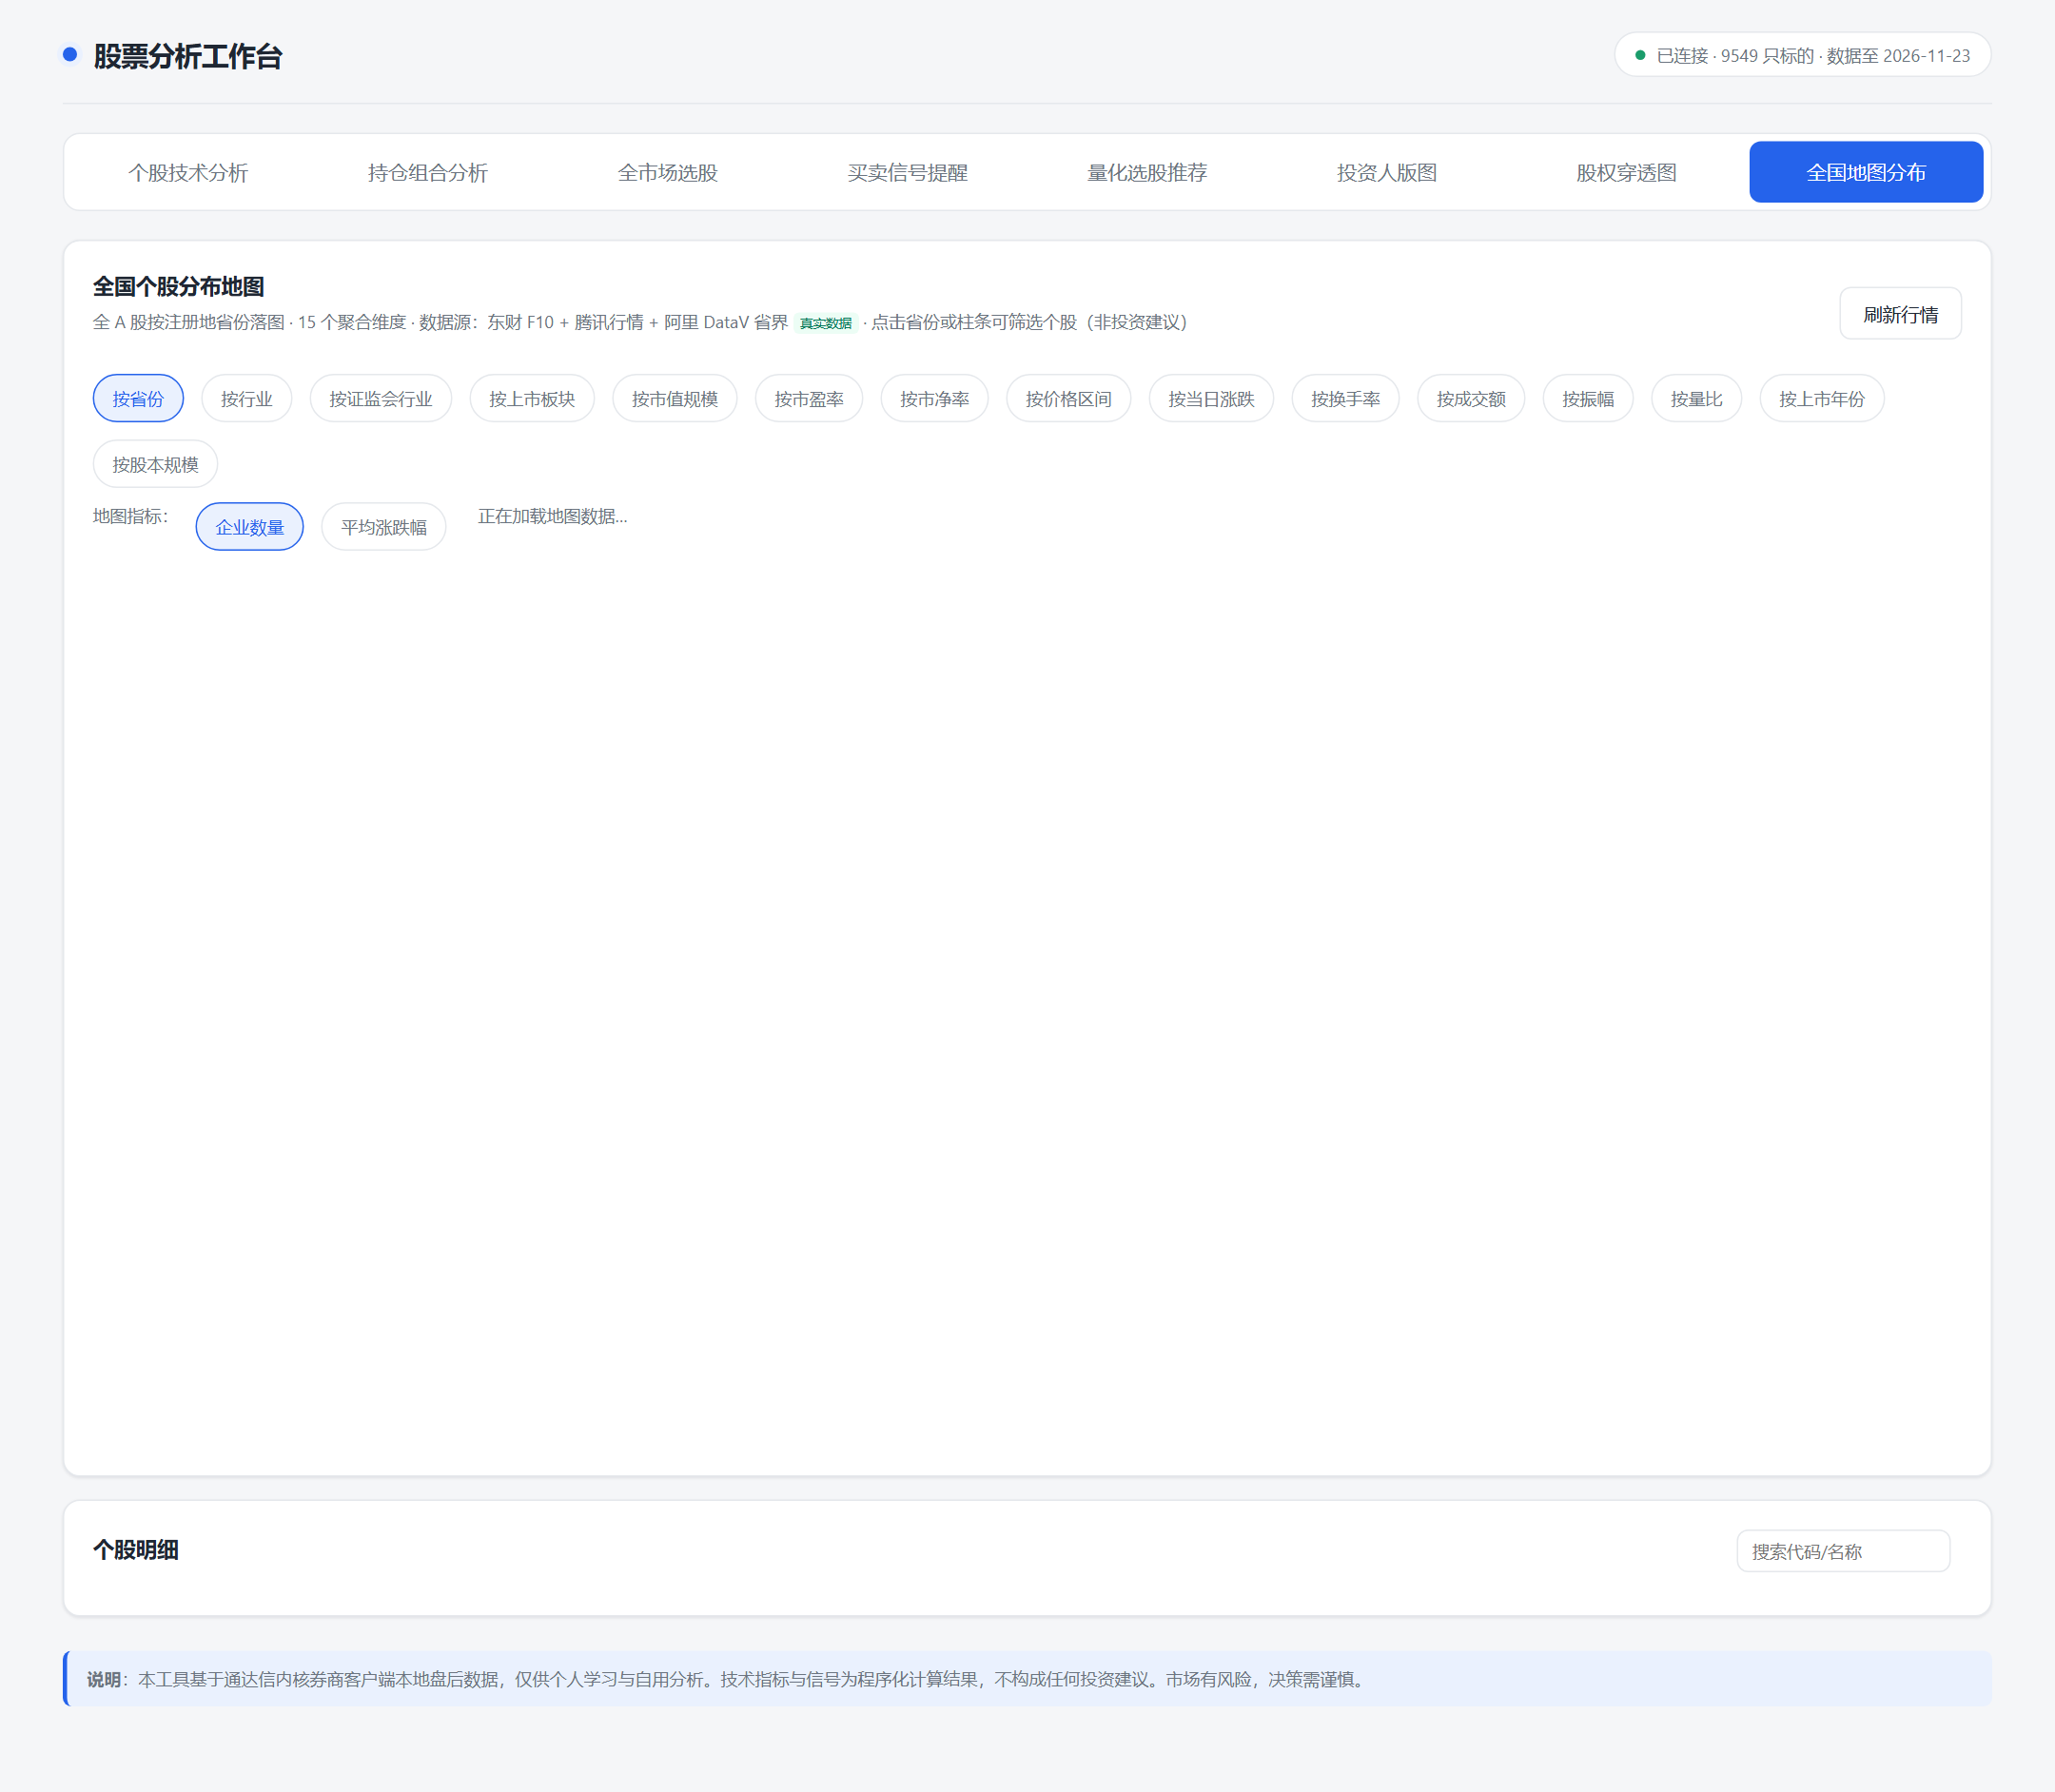 股票分析工作台
已连接 · 9549 只标的 · 数据至 2026-11-23
个股技术分析 持仓组合分析 全市场选股 买卖信号提醒 量化选股推荐 投资人版图 股权穿透图 全国地图分布
全国个股分布地图
全 A 股按注册地省份落图 · 15 个聚合维度 · 数据源：东财 F10 + 腾讯行情 + 阿里 DataV 省界 真实数据 · 点击省份或柱条可筛选个股（非投资建议）
刷新行情
按省份 按行业 按证监会行业 按上市板块 按市值规模 按市盈率 按市净率 按价格区间 按当日涨跌 按换手率 按成交额 按振幅 按量比 按上市年份
按股本规模
地图指标： 企业数量 平均涨跌幅 正在加载地图数据...
个股明细
搜索代码/名称
说明：本工具基于通达信内核券商客户端本地盘后数据，仅供个人学习与自用分析。技术指标与信号为程序化计算结果，不构成任何投资建议。市场有风险，决策需谨慎。